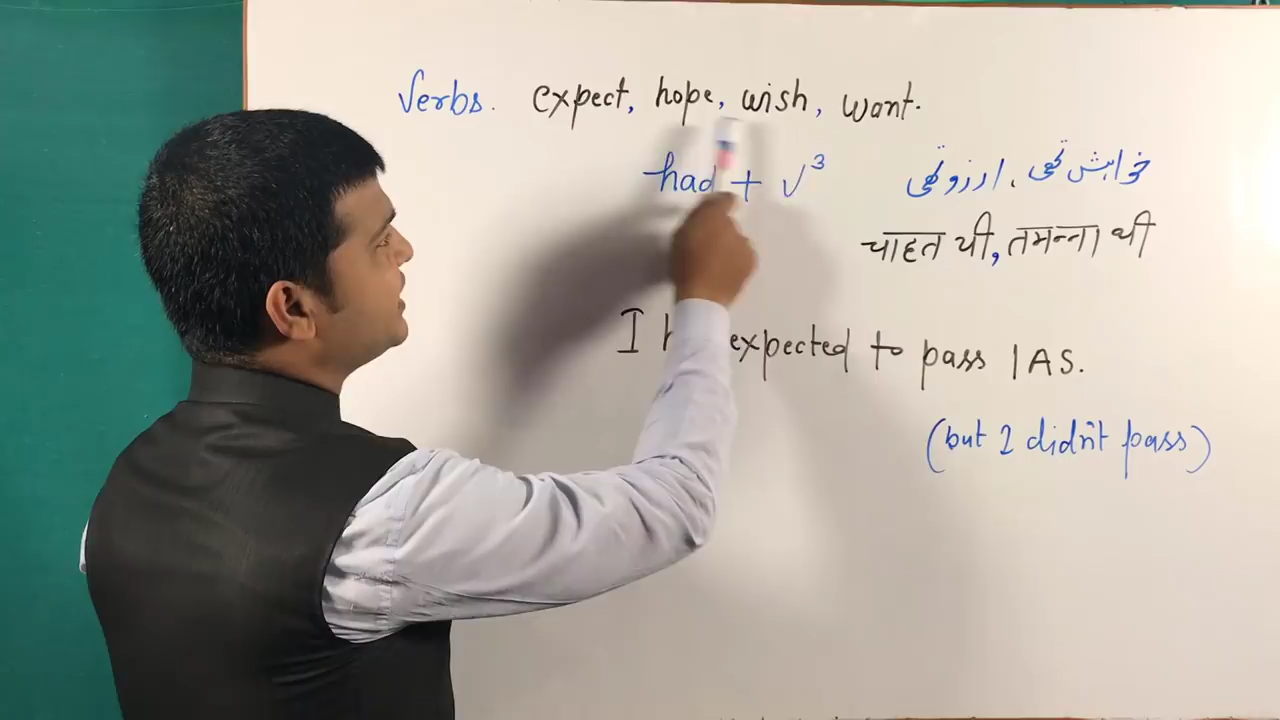 Verbs. expect, hope, wish, want.
had + V³
خواہش تھی، ارزو تھی
चाहत थी, तमन्ना थी
I expected to pass IAS.
(but I didn't pass)